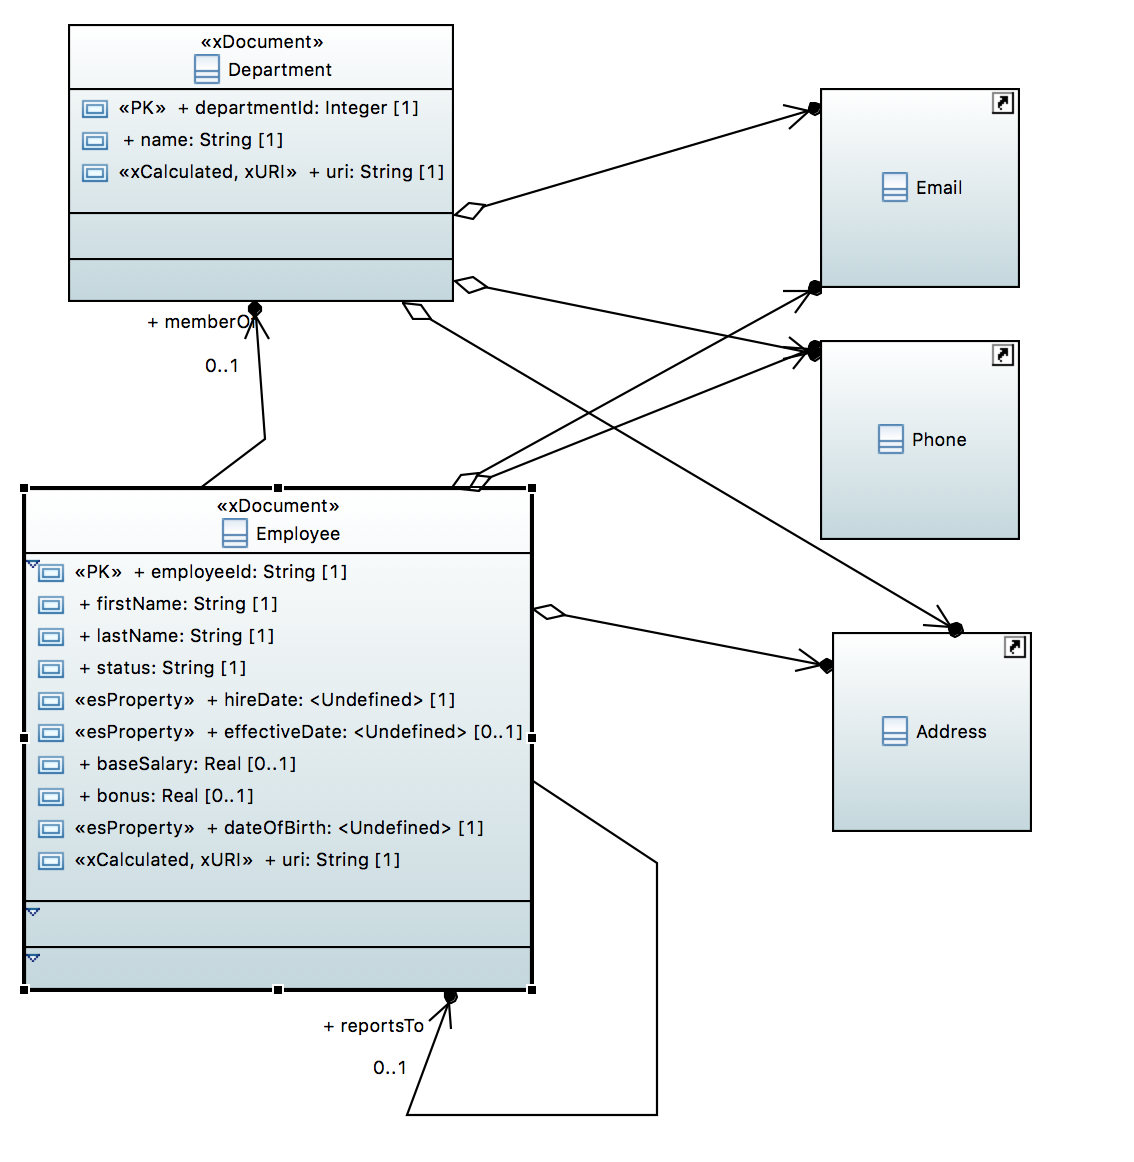 «xDocument»
Department
«PK» + departmentId: Integer [1]
+ name: String [1]
«xCalculated, xURI» + uri: String [1]
Email
+ memberOf
0..1
Phone
«xDocument»
Employee
«PK» + employeeId: String [1]
+ firstName: String [1]
+ lastName: String [1]
+ status: String [1]
«esProperty» + hireDate: <Undefined> [1]
«esProperty» + effectiveDate: <Undefined> [0..1]
+ baseSalary: Real [0..1]
+ bonus: Real [0..1]
«esProperty» + dateOfBirth: <Undefined> [1]
«xCalculated, xURI» + uri: String [1]
Address
+ reportsTo
0..1